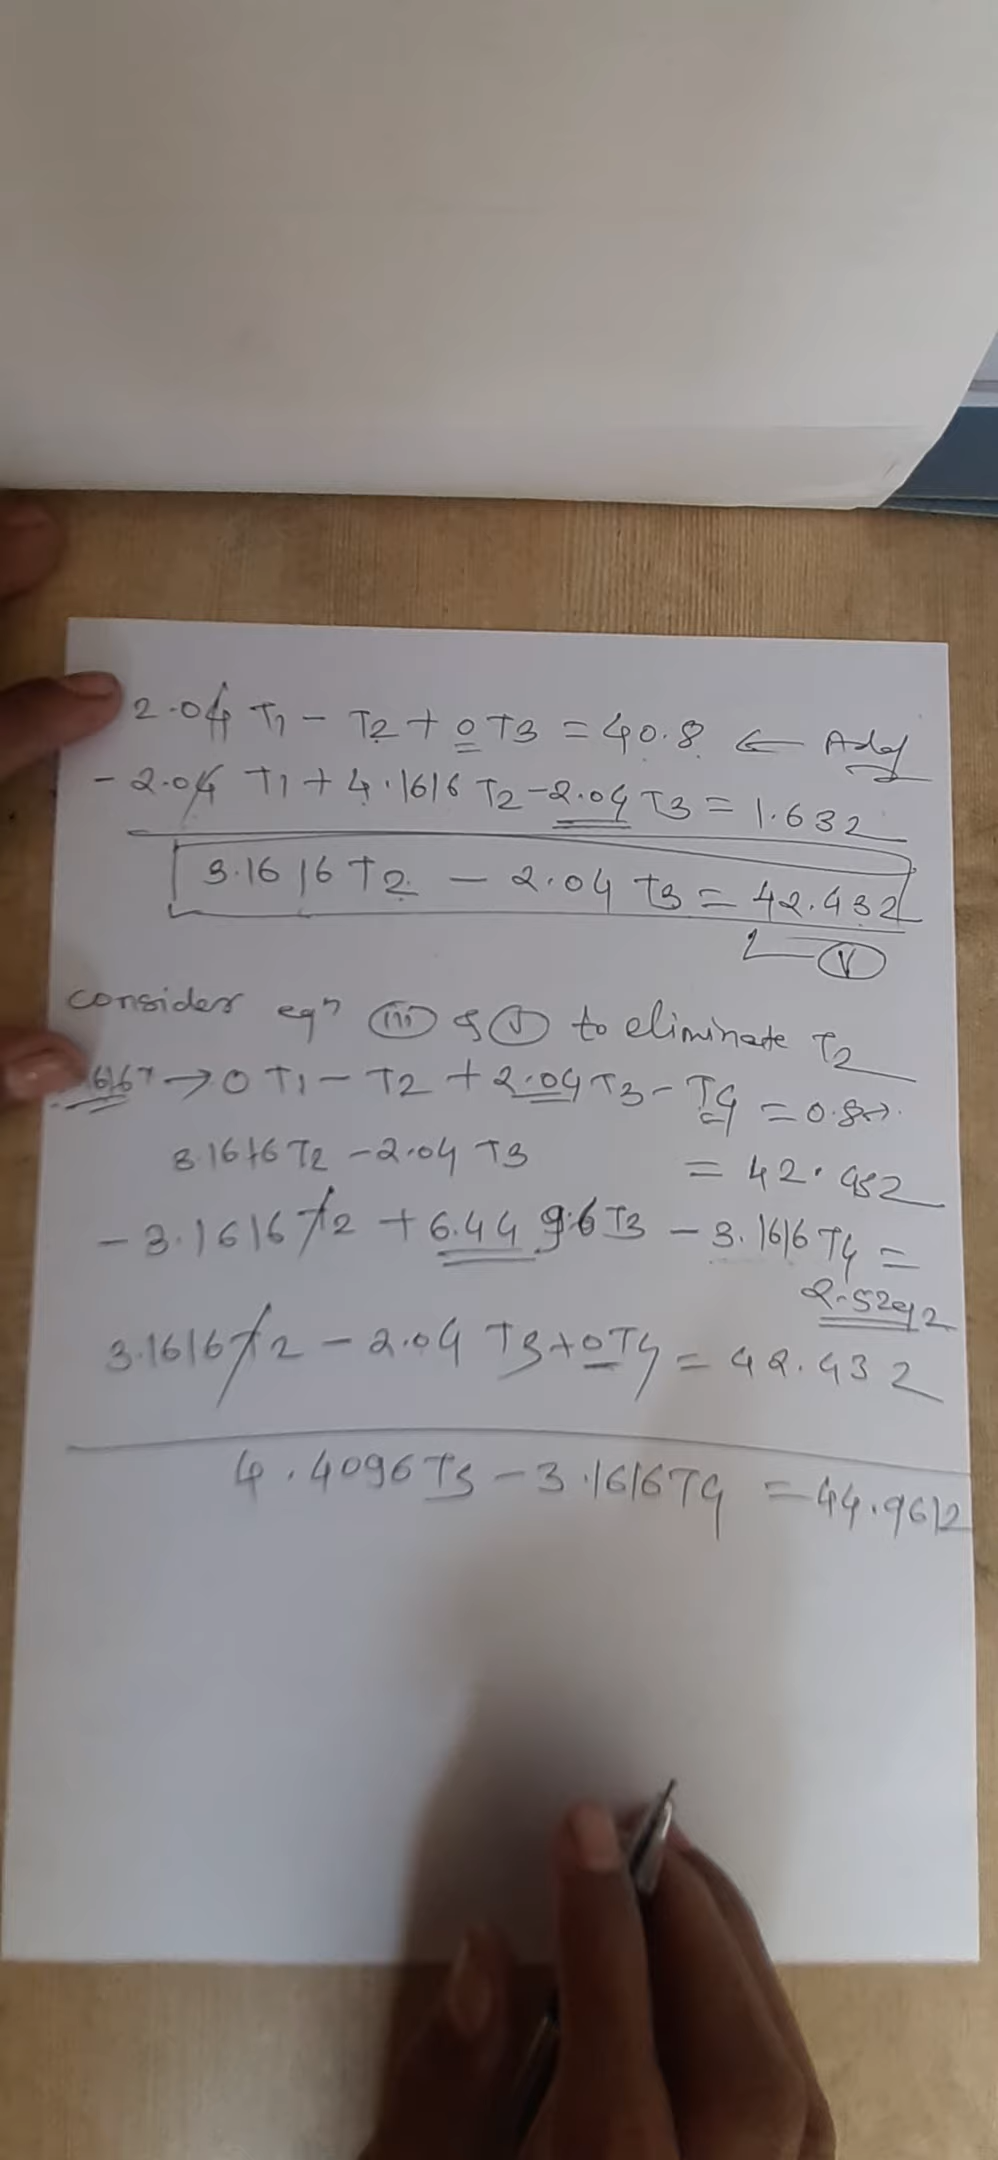 2.04 T1 - T2 + 0 T3 = 40.8 ← Add
- 2.04 T1 + 4.1616 T2 - 2.04 T3 = 1.632
3.1616 T2 - 2.04 T3 = 42.432
V
consider eqn (iii) & (V) to eliminate T2
→ 0 T1 - T2 + 2.04 T3 - T4 = 0.8
3.1616 T2 - 2.04 T3 = 42.452
- 3.1616 T2 + 6.4496 T3 - 3.1616 T4 =
2.5292
3.1616 T2 - 2.04 T3 + 0 T4 = 42.432
4.4096 T3 - 3.1616 T4 = 44.9612